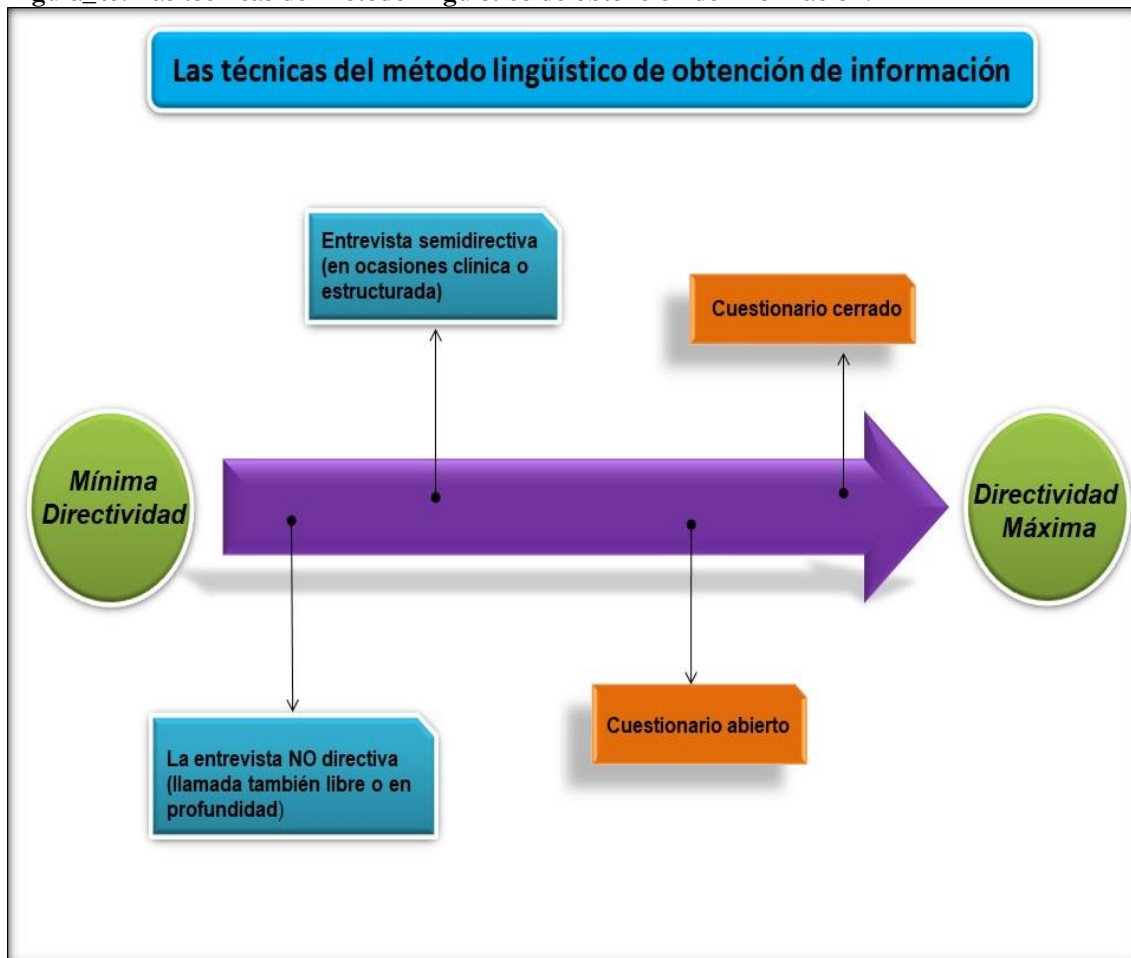 Las técnicas del método lingüístico de obtención de información
Entrevista semidirectiva
(en ocasiones clínica o
estructurada)
Cuestionario cerrado
Mínima
Directividad
Directividad
Máxima
La entrevista NO directiva
(llamada también libre o en
profundidad)
Cuestionario abierto